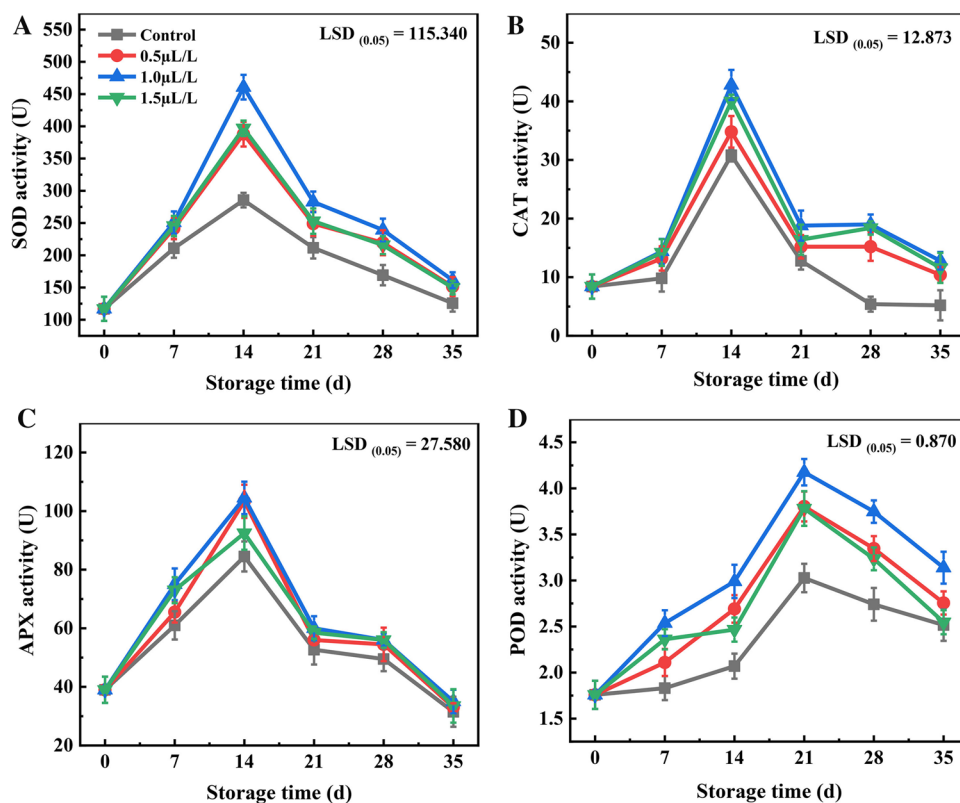 A
LSD (0.05) = 115.340
Control
0.5µL/L
1.0µL/L
1.5µL/L
SOD activity (U)
550
500
450
400
350
300
250
200
150
100
0 7 14 21 28 35
Storage time (d)
B
LSD (0.05) = 12.873
CAT activity (U)
50
40
30
20
10
0
0 7 14 21 28 35
Storage time (d)
C
LSD (0.05) = 27.580
APX activity (U)
120
100
80
60
40
20
0 7 14 21 28 35
Storage time (d)
D
LSD (0.05) = 0.870
POD activity (U)
4.5
4.0
3.5
3.0
2.5
2.0
1.5
0 7 14 21 28 35
Storage time (d)